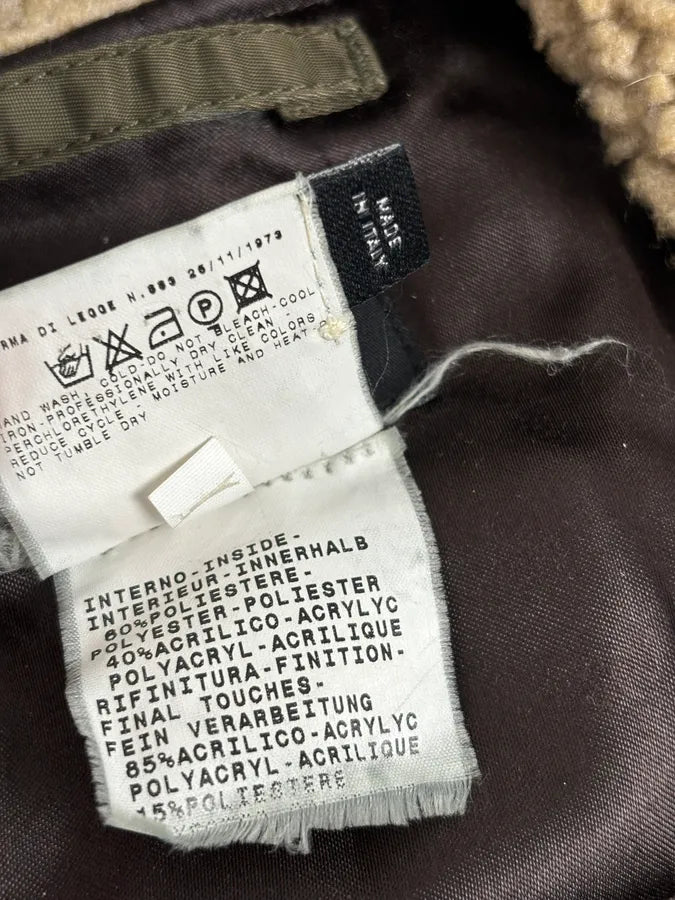 MADE
IN ITALY
RMA DI LEGGE N.883 26/11/1973
P
HAND WASH COLD-DO NOT BLEACH-COOL
IRON-PROFESSIONALLY DRY CLEAN -
PERCHLORETHYLENE WITH LIKE COLORS
REDUCE CYCLE - MOISTURE AND HEAT-
NOT TUMBLE DRY
INTERNO-INSIDE-
INTERIEUR-INNERHALB
60%POLIESTERE-
POLYESTER-POLIESTER
40%ACRILICO-ACRYLYC
POLYACRYL-ACRILIQUE
RIFINITURA-FINITION-
FINAL TOUCHES-
FEIN VERARBEITUNG
85%ACRILICO-ACRYLYC
POLYACRYL-ACRILIQUE
15%POLIESTERE